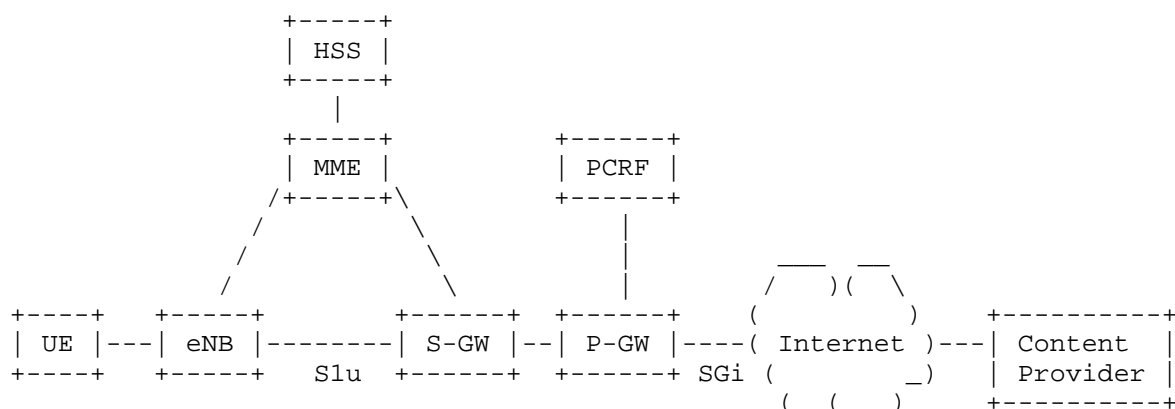 HSS
MME PCRF
UE eNB S-GW P-GW Internet Content
S1u SGi Provider